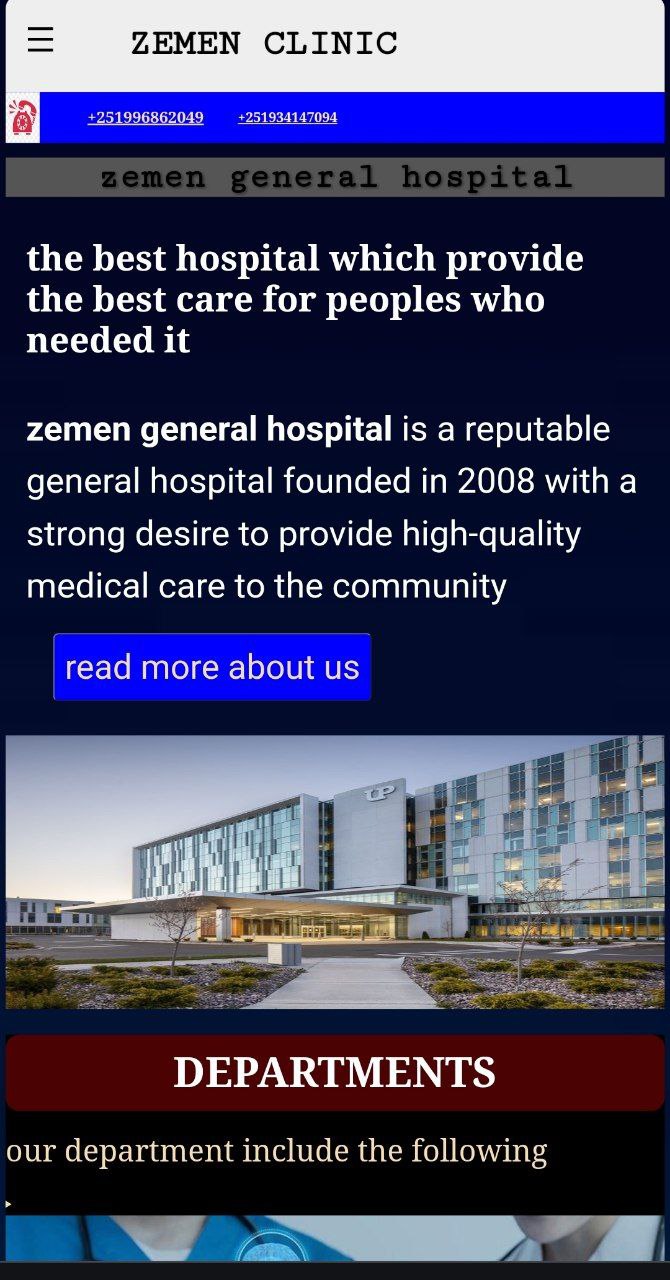 ZEMEN CLINIC
+251996862049 +251934147094
zemen general hospital
the best hospital which provide
the best care for peoples who
needed it
zemen general hospital is a reputable
general hospital founded in 2008 with a
strong desire to provide high-quality
medical care to the community
read more about us
UP
DEPARTMENTS
our department include the following